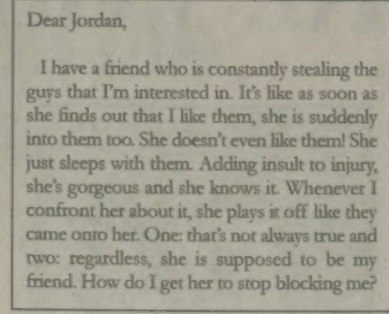 Dear Jordan,
I have a friend who is constantly stealing the
guys that I'm interested in. It's like as soon as
she finds out that I like them, she is suddenly
into them too. She doesn't even like them! She
just sleeps with them. Adding insult to injury,
she's gorgeous and she knows it. Whenever I
confront her about it, she plays it off like they
came onto her. One: that's not always true and
two: regardless, she is supposed to be my
friend. How do I get her to stop blocking me?